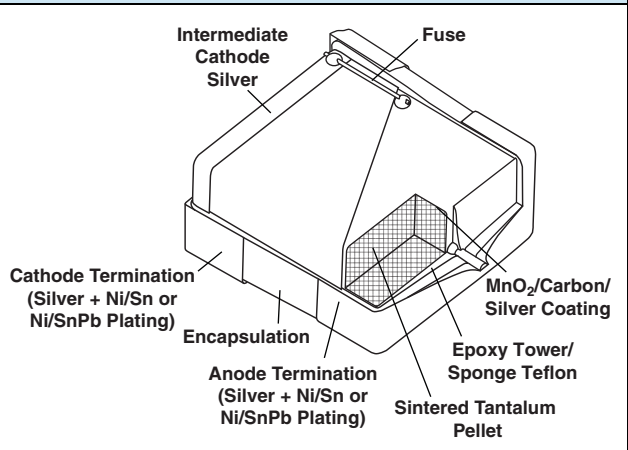 Intermediate
Cathode
Silver
Fuse
Cathode Termination
(Silver + Ni/Sn or
Ni/SnPb Plating)
Encapsulation
Anode Termination
(Silver + Ni/Sn or
Ni/SnPb Plating)
MnO₂/Carbon/
Silver Coating
Epoxy Tower/
Sponge Teflon
Sintered Tantalum
Pellet